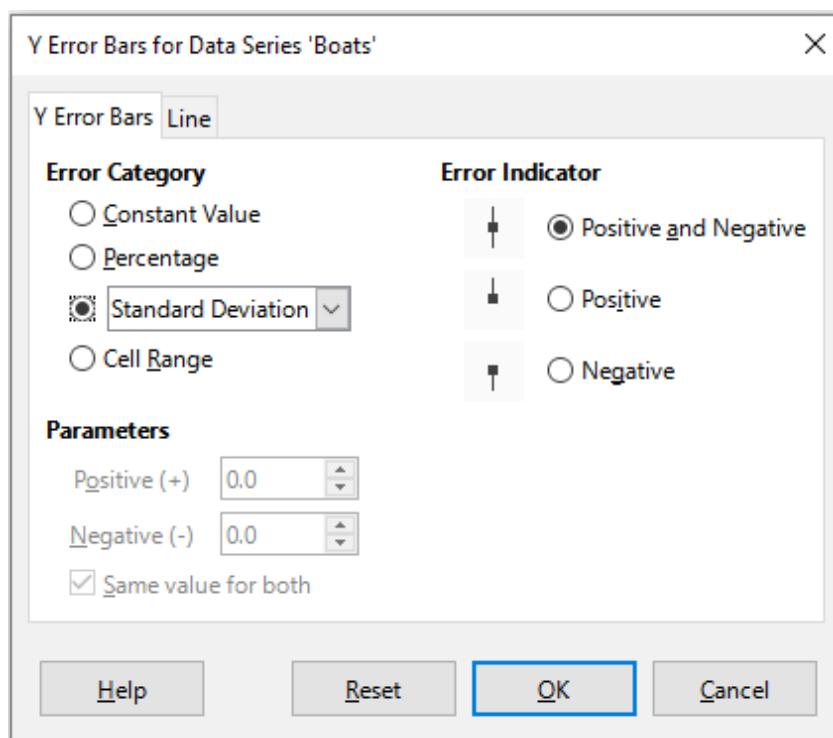 Y Error Bars for Data Series 'Boats'
Y Error Bars Line
Error Category
Constant Value
Percentage
Standard Deviation
Cell Range
Error Indicator
Positive and Negative
Positive
Negative
Parameters
Positive (+) 0.0
Negative (-) 0.0
Same value for both
Help Reset OK Cancel